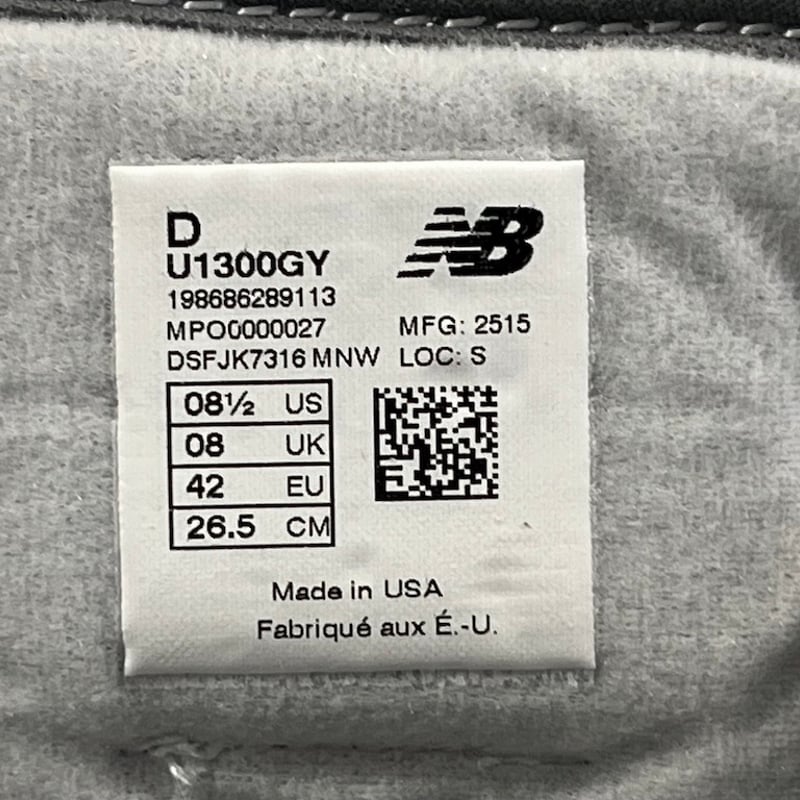 D
NB
U1300GY
198686289113
MPO0000027 MFG: 2515
DSFJK7316 MNW LOC: S
08½ US
08 UK
42 EU
26.5 CM
Made in USA
Fabriqué aux É.-U.